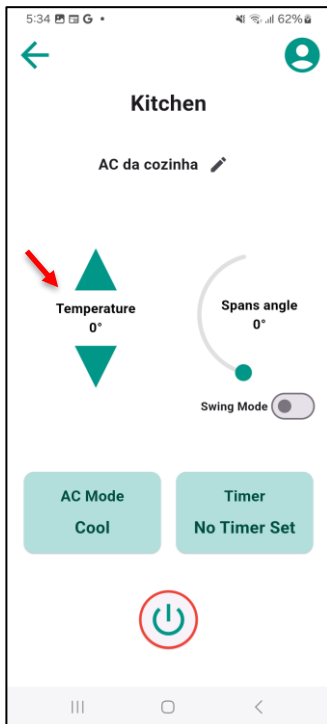 5:34 G
62%
Kitchen
AC da cozinha
Temperature
0°
Spans angle
0°
Swing Mode
AC Mode
Cool
Timer
No Timer Set